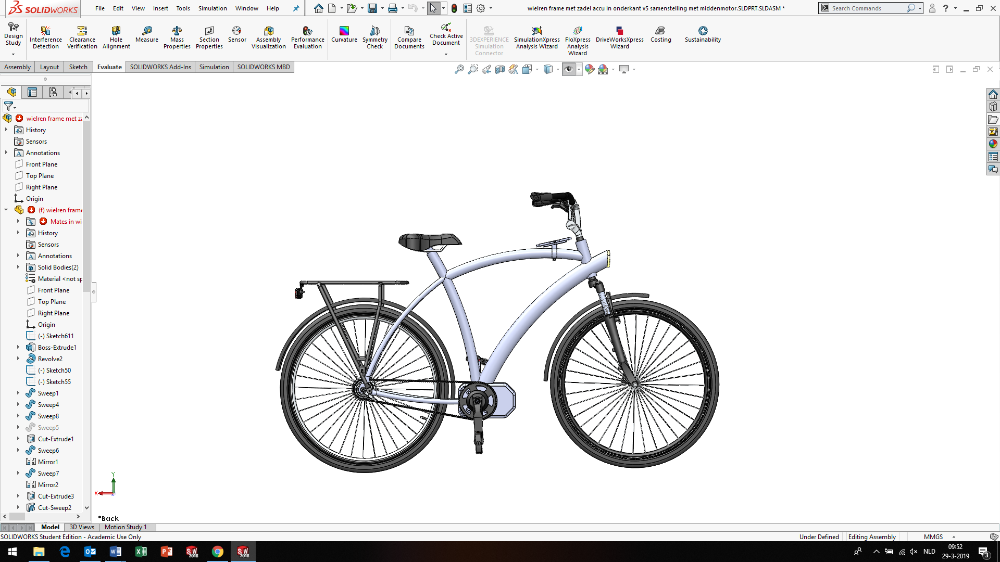 SOLIDWORKS
File Edit View Insert Tools Simulation Window Help
wielren frame met zadel accu in onderkant v5 samenstelling met middenmotor.SLDPRT.SLDASM *
Search Commands
Design Study
Interference Detection
Clearance Verification
Hole Alignment
Measure
Mass Properties
Section Properties
Sensor
Assembly Visualization
Performance Evaluation
Curvature
Symmetry Check
Compare Documents
Check Active Document
3DEXPERIENCE Simulation Connector
SimulationXpress Analysis Wizard
FloXpress Analysis Wizard
DriveWorksXpress Wizard
Costing
Sustainability
Assembly Layout Sketch Evaluate SOLIDWORKS Add-Ins Simulation SOLIDWORKS MBD
wielren frame met za
History
Sensors
Annotations
Front Plane
Top Plane
Right Plane
Origin
(f) wielren frame
Mates in wi
History
Sensors
Annotations
Solid Bodies(2)
Material <not sp
Front Plane
Top Plane
Right Plane
Origin
(-) Sketch611
Boss-Extrude1
Revolve2
(-) Sketch50
(-) Sketch55
Sweep1
Sweep4
Sweep8
Sweep5
Cut-Extrude1
Sweep6
Mirror1
Sweep7
Mirror2
Cut-Extrude3
Cut-Sweep2
Y
X
Z
*Back
Model 3D Views Motion Study 1
SOLIDWORKS Student Edition - Academic Use Only
Under Defined Editing Assembly MMGS
SW 2018
SW 2018
NLD
09:52
29-3-2019
3